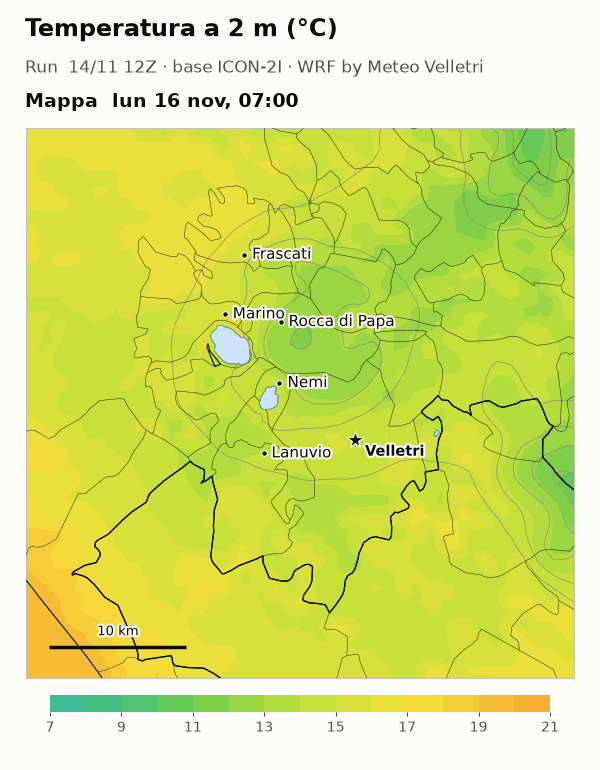 Temperatura a 2 m (°C)
Run  14/11 12Z · base ICON-2I · WRF by Meteo Velletri
Mappa  lun 16 nov, 07:00
Frascati
Marino
Rocca di Papa
Nemi
Lanuvio
Velletri
10 km
7 9 11 13 15 17 19 21